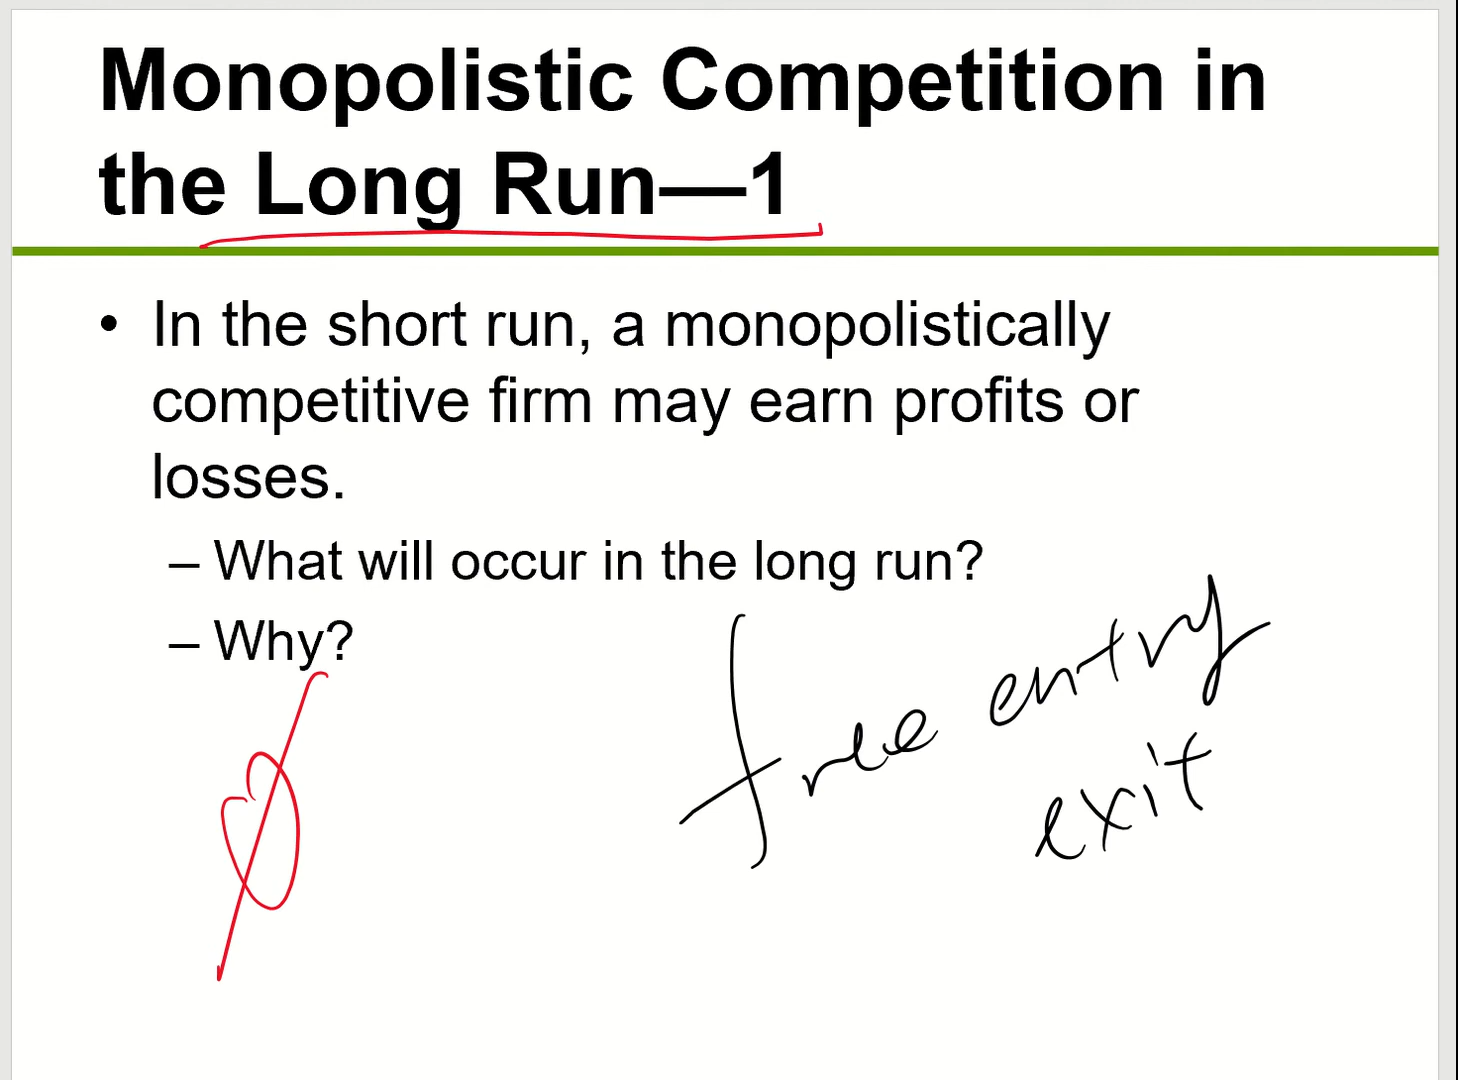 Monopolistic Competition in
the Long Run—1
• In the short run, a monopolistically
competitive firm may earn profits or
losses.
– What will occur in the long run?
– Why?
free entry
exit